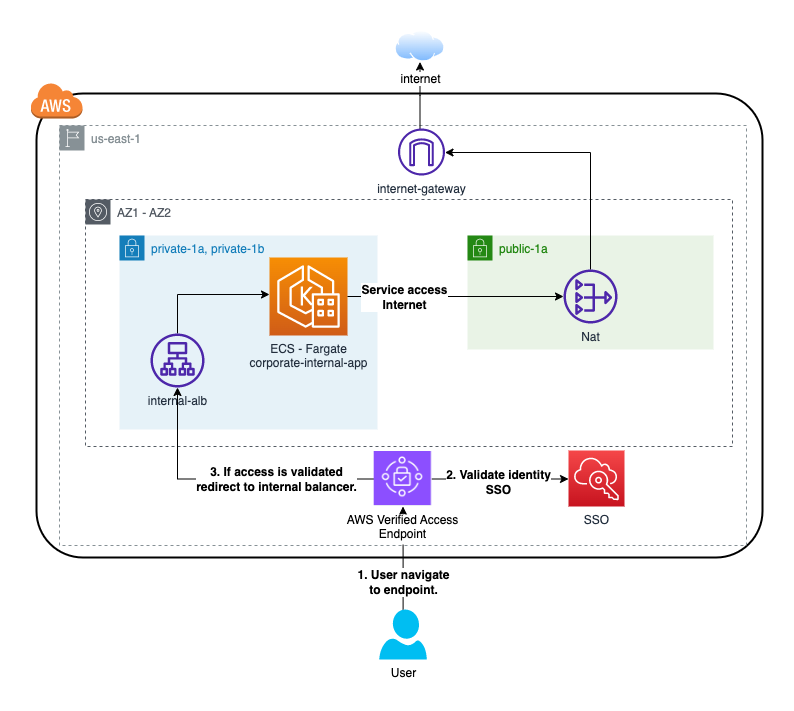 internet
AWS
us-east-1
internet-gateway
AZ1 - AZ2
private-1a, private-1b
public-1a
Service access
Internet
Nat
ECS - Fargate
corporate-internal-app
internal-alb
3. If access is validated
redirect to internal balancer.
2. Validate identity
SSO
AWS Verified Access
Endpoint
SSO
1. User navigate
to endpoint.
User